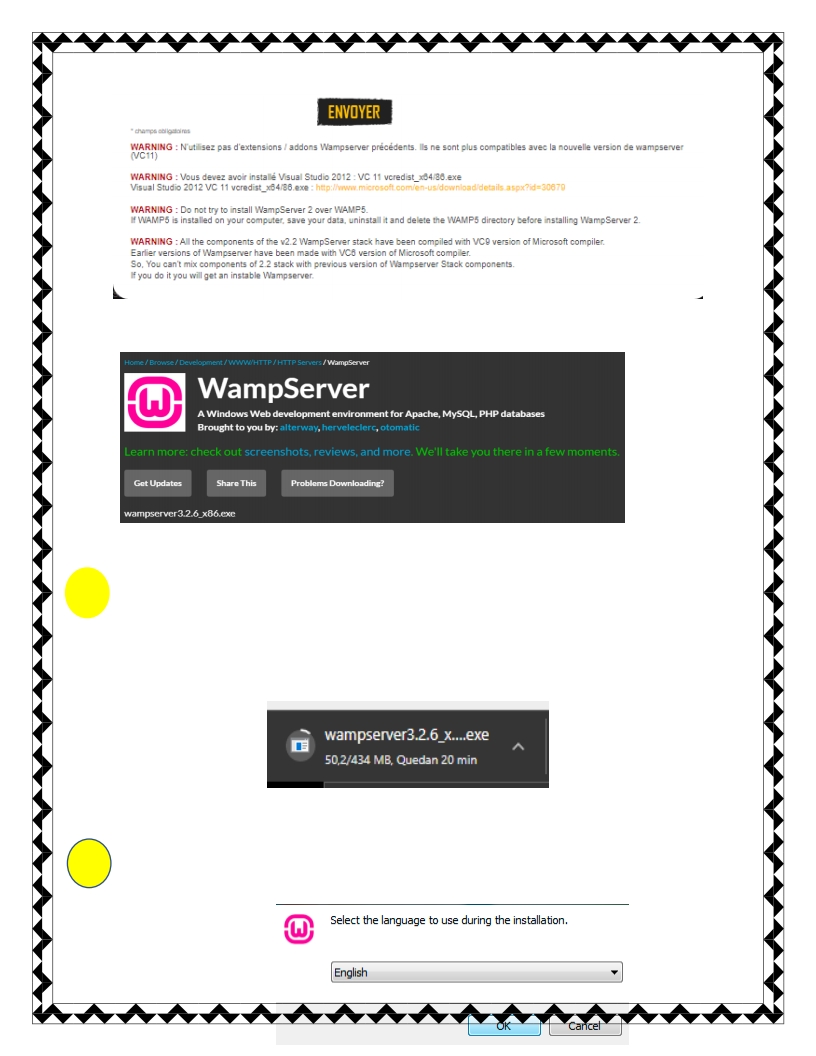 ENVOYER
* champs obligatoires
WARNING : N'utilisez pas d'extensions / addons Wampserver précédents. Ils ne sont plus compatibles avec la nouvelle version de wampserver
(VC11)
WARNING : Vous devez avoir installé Visual Studio 2012 : VC 11 vcredist_x64/86.exe
Visual Studio 2012 VC 11 vcredist_x64/86.exe : http://www.microsoft.com/en-us/download/details.aspx?id=30679
WARNING : Do not try to install WampServer 2 over WAMP5.
If WAMP5 is installed on your computer, save your data, uninstall it and delete the WAMP5 directory before installing WampServer 2.
WARNING : All the components of the v2.2 WampServer stack have been compiled with VC9 version of Microsoft compiler.
Earlier versions of Wampserver have been made with VC6 version of Microsoft compiler.
So, You can't mix components of 2.2 stack with previous version of Wampserver Stack components.
If you do it you will get an instable Wampserver.
Home / Browse / Development / WWW/HTTP / HTTP Servers / WampServer
WampServer
A Windows Web development environment for Apache, MySQL, PHP databases
Brought to you by: alterway, herveleclerc, otomatic
Learn more: check out screenshots, reviews, and more. We'll take you there in a few moments.
Get Updates Share This Problems Downloading?
wampserver3.2.6_x86.exe
wampserver3.2.6_x....exe
50,2/434 MB, Quedan 20 min
Select the language to use during the installation.
English
OK Cancel